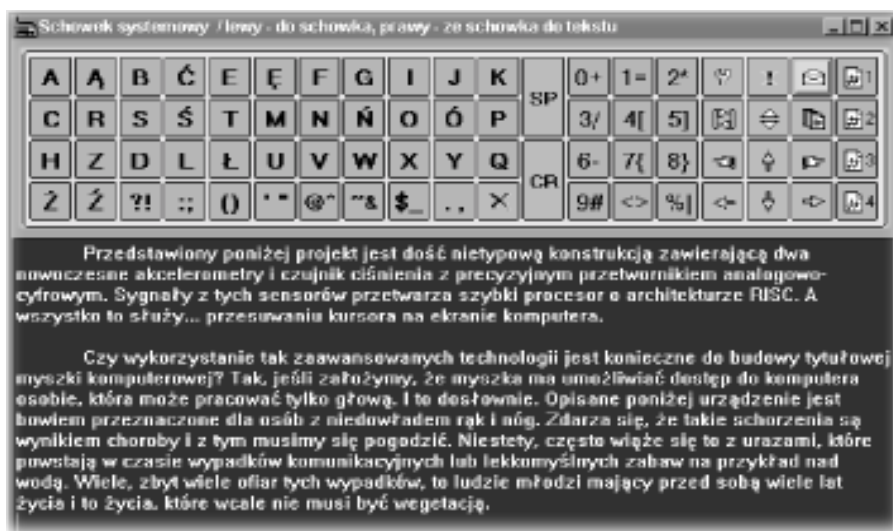 Schowek systemowy / lewy - do schowka, prawy - ze schowka do tekstu
A Ą B Ć E Ę F G I J K SP 0+ 1= 2* ! 1
C R S Ś T M N Ń O Ó P 3/ 4[ 5] 2
H Z D L Ł U V W X Y Q CR 6- 7{ 8} 3
Ż Ź ?! :; () ' " @^ ~& $_ . , X 9# <> %| 4
Przedstawiony poniżej projekt jest dość nietypową konstrukcją zawierającą dwa
nowoczesne akcelerometry i czujnik ciśnienia z precyzyjnym przetwornikiem analogowo-
cyfrowym. Sygnały z tych sensorów przetwarza szybki procesor o architekturze RISC. A
wszystko to służy... przesuwaniu kursora na ekranie komputera.
Czy wykorzystanie tak zaawansowanych technologii jest konieczne do budowy tytułowej
myszki komputerowej? Tak, jeśli założymy, że myszka ma umożliwiać dostęp do komputera
osobie, która może pracować tylko głową. I to dosłownie. Opisane poniżej urządzenie jest
bowiem przeznaczone dla osób z niedowładem rąk i nóg. Zdarza się, że takie schorzenia są
wynikiem choroby i z tym musimy się pogodzić. Niestety, często wiąże się to z urazami, które
powstają w czasie wypadków komunikacyjnych lub lekkomyślnych zabaw na przykład nad
wodą. Wiele, zbyt wiele ofiar tych wypadków, to ludzie młodzi mający przed sobą wiele lat
życia i to życia, które wcale nie musi być wegetacją.